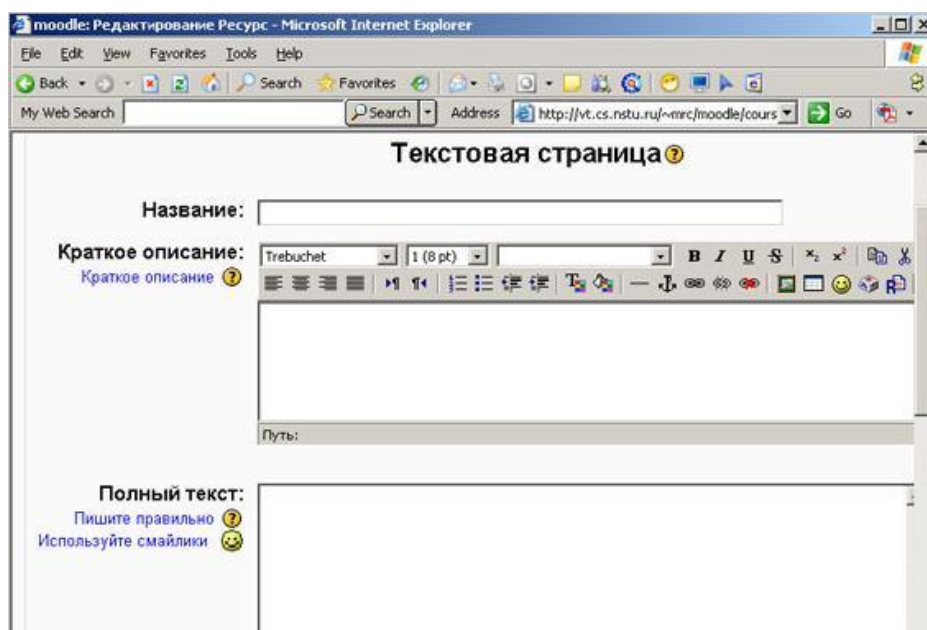 moodle: Редактирование Ресурс - Microsoft Internet Explorer
File Edit View Favorites Tools Help
Back Search Favorites
My Web Search Search Address http://vt.cs.nstu.ru/~mrc/moodle/cours Go
Текстовая страница
Название:
Краткое описание: Trebuchet 1 (8 pt) B I U S x₂ x²
Краткое описание
Путь:
Полный текст:
Пишите правильно
Используйте смайлики